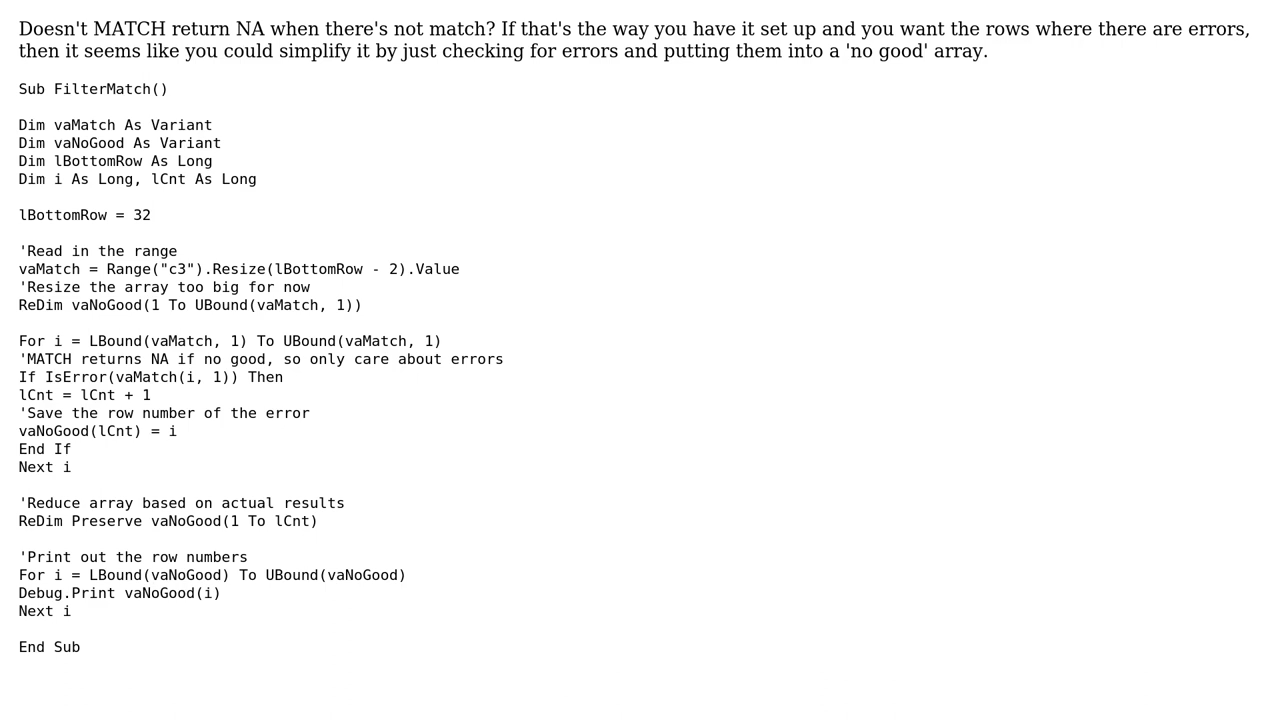 Doesn't MATCH return NA when there's not match? If that's the way you have it set up and you want the rows where there are errors,
then it seems like you could simplify it by just checking for errors and putting them into a 'no good' array.
Sub FilterMatch()
Dim vaMatch As Variant
Dim vaNoGood As Variant
Dim lBottomRow As Long
Dim i As Long, lCnt As Long
lBottomRow = 32
'Read in the range
vaMatch = Range("c3").Resize(lBottomRow - 2).Value
'Resize the array too big for now
ReDim vaNoGood(1 To UBound(vaMatch, 1))
For i = LBound(vaMatch, 1) To UBound(vaMatch, 1)
'MATCH returns NA if no good, so only care about errors
If IsError(vaMatch(i, 1)) Then
lCnt = lCnt + 1
'Save the row number of the error
vaNoGood(lCnt) = i
End If
Next i
'Reduce array based on actual results
ReDim Preserve vaNoGood(1 To lCnt)
'Print out the row numbers
For i = LBound(vaNoGood) To UBound(vaNoGood)
Debug.Print vaNoGood(i)
Next i
End Sub